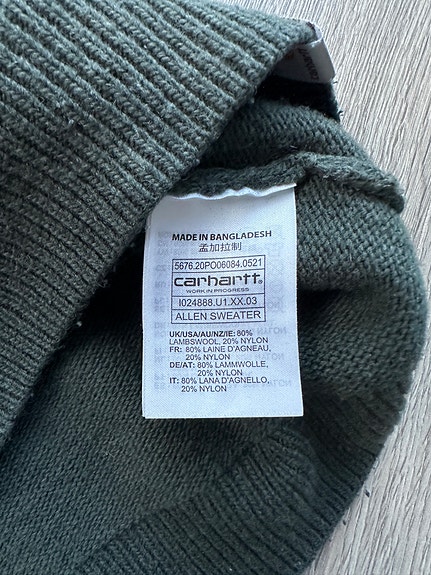 MADE IN BANGLADESH
孟加拉制
5676.20PO06084.0521
carhartt
WORK IN PROGRESS
I024888.U1.XX.03
ALLEN SWEATER
UK/USA/AU/NZ/IE: 80%
LAMBSWOOL, 20% NYLON
FR: 80% LAINE D'AGNEAU,
20% NYLON
DE/AT: 80% LAMMWOLLE,
20% NYLON
IT: 80% LANA D'AGNELLO,
20% NYLON